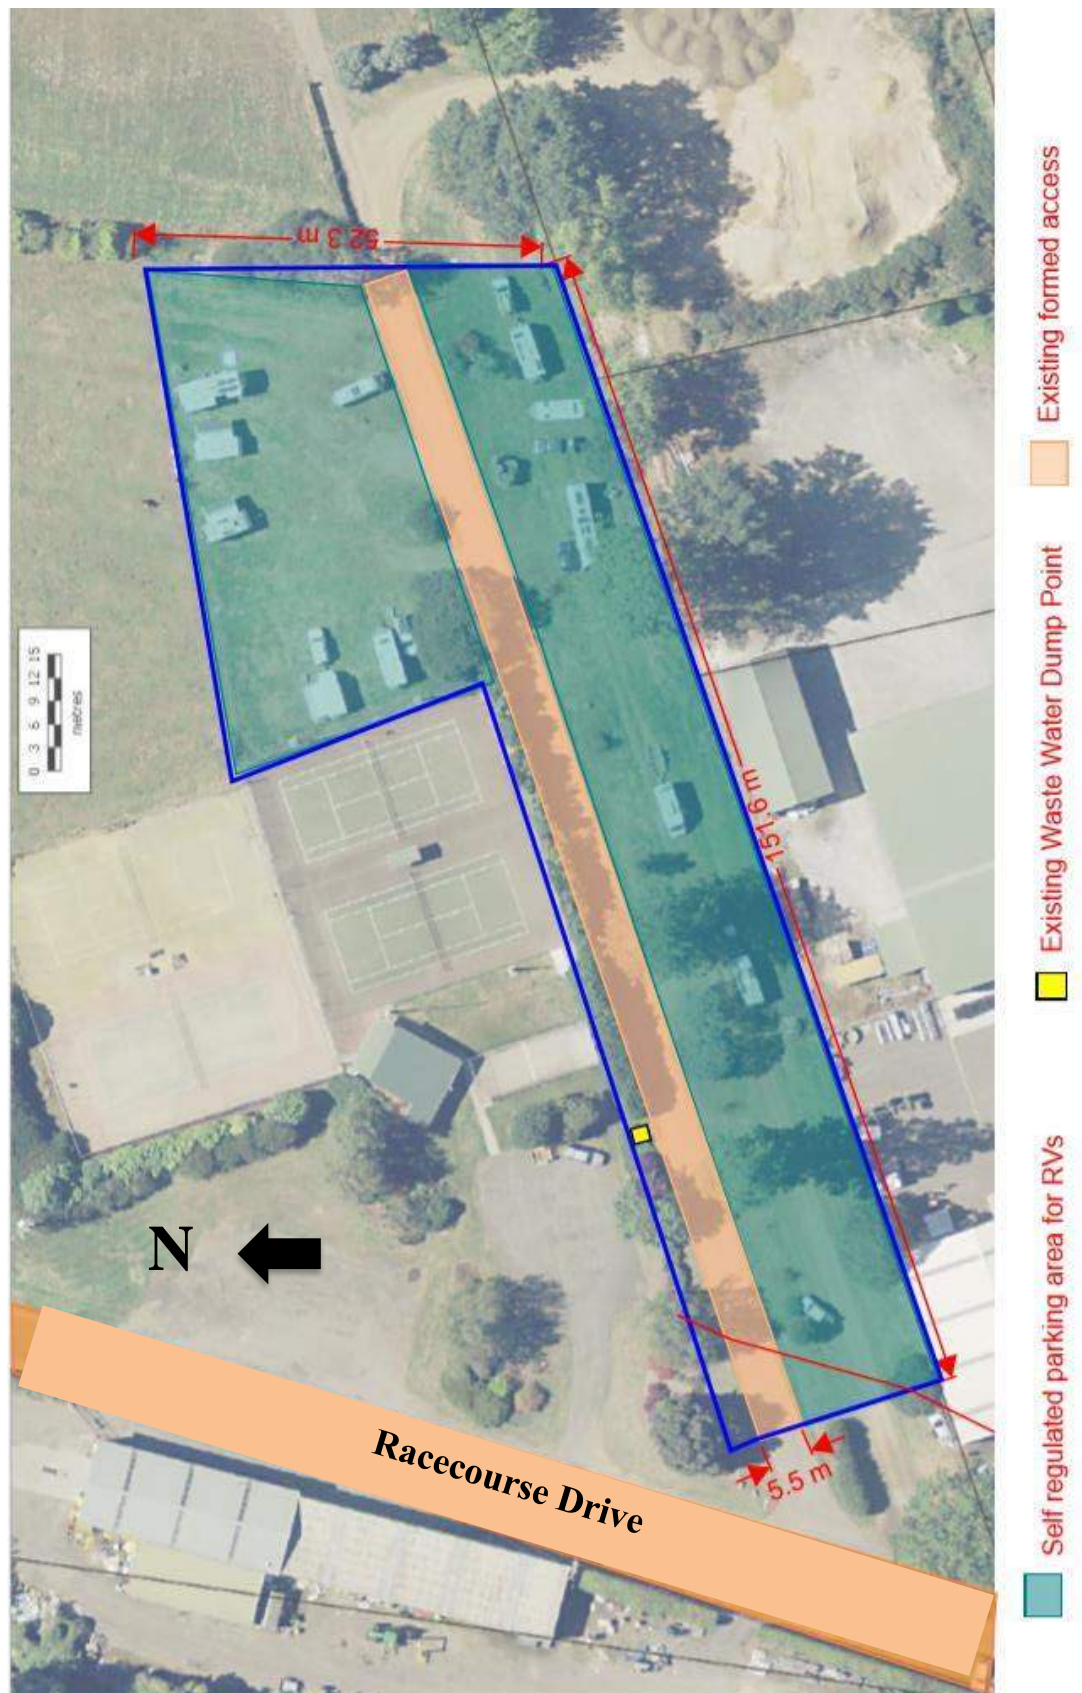 52.3 m
151.6 m
0 3 6 9 12 15
metres
N
Racecourse Drive
5.5 m
Self regulated parking area for RVs
Existing Waste Water Dump Point
Existing formed access